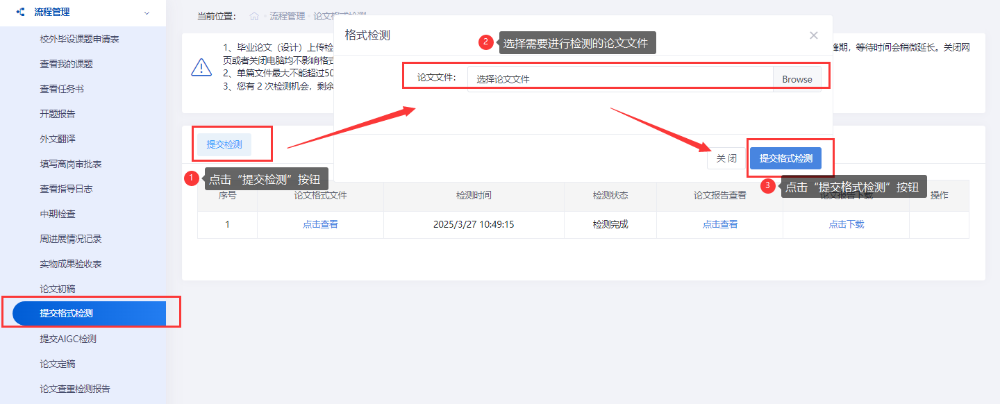 流程管理
校外毕设课题申请表
查看我的课题
查看任务书
开题报告
外文翻译
填写离岗审批表
查看指导日志
中期检查
周进展情况记录
实物成果验收表
论文初稿
提交格式检测
提交AIGC检测
论文定稿
论文查重检测报告
当前位置： 流程管理 论文格式检测
1、毕业论文（设计）上传检
峰期，等待时间会稍微延长。关闭网
页或者关闭电脑均不影响格式
2、单篇文件最大不能超过50
3、您有 2 次检测机会，剩余
格式检测
2 选择需要进行检测的论文文件
论文文件： 选择论文文件 Browse
关 闭 提交格式检测
提交检测
1 点击“提交检测”按钮
3 点击“提交格式检测”按钮
序号 论文格式文件 检测时间 检测状态 论文报告查看 论文报告下载 操作
1 点击查看 2025/3/27 10:49:15 检测完成 点击查看 点击下载